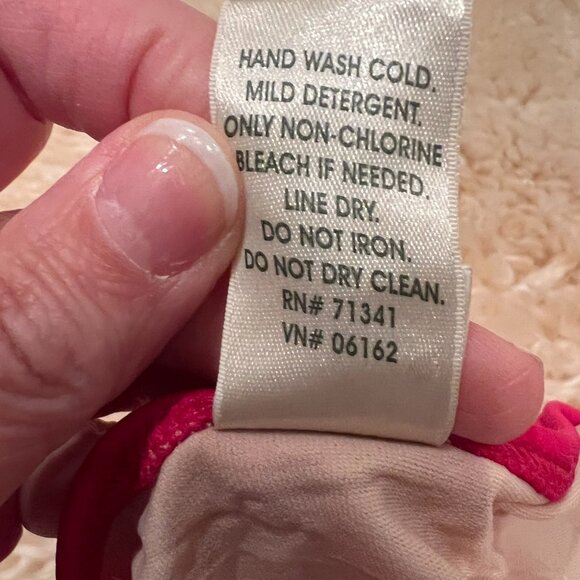 HAND WASH COLD.
MILD DETERGENT.
ONLY NON-CHLORINE
BLEACH IF NEEDED.
LINE DRY.
DO NOT IRON.
DO NOT DRY CLEAN.
RN# 71341
VN# 06162